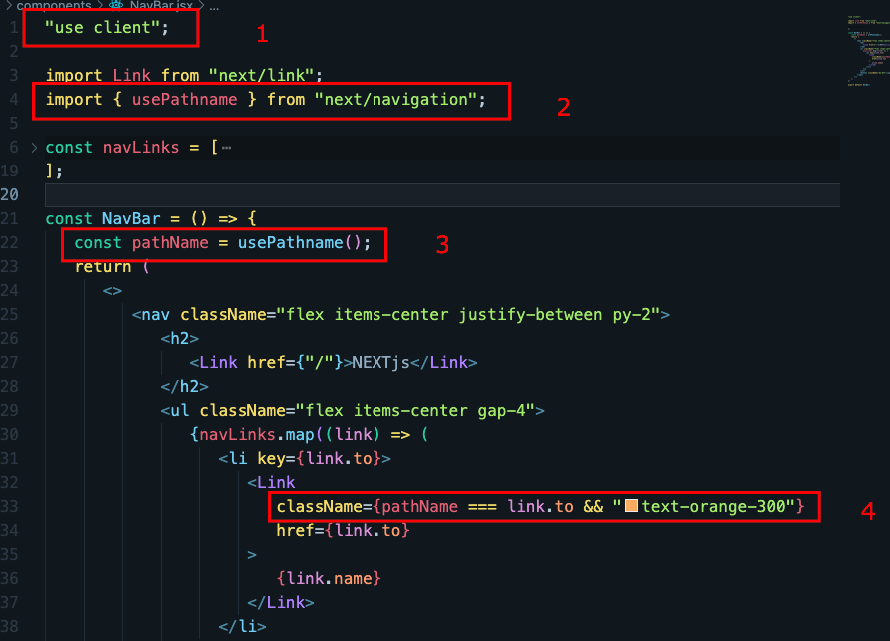 components > NavBar.jsx > ...
1 "use client"; 1
2
3 import Link from "next/link";
4 import { usePathname } from "next/navigation"; 2
5
6 > const navLinks = [⋯
19 ];
20
21 const NavBar = () => {
22 const pathName = usePathname(); 3
23 return (
24 <>
25 <nav className="flex items-center justify-between py-2">
26 <h2>
27 <Link href={"/"}>NEXTjs</Link>
28 </h2>
29 <ul className="flex items-center gap-4">
30 {navLinks.map((link) => (
31 <li key={link.to}>
32 <Link
33 className={pathName === link.to && "text-orange-300"} 4
34 href={link.to}
35 >
36 {link.name}
37 </Link>
38 </li>